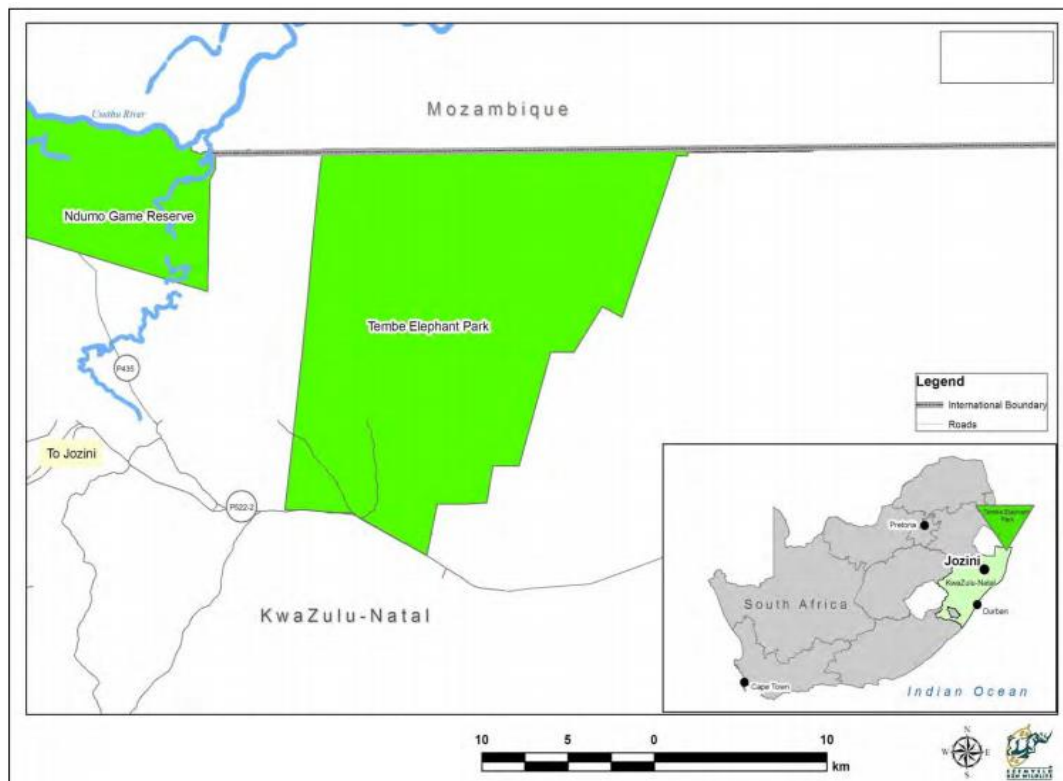 Mozambique
Usuthu River
Ndumo Game Reserve
Tembe Elephant Park
P435
To Jozini
P522-2
KwaZulu-Natal
Legend
International Boundary
Roads
Tembe Elephant
Park
Pretoria
Jozini
KwaZulu-Natal
South Africa
Durban
Cape Town
Indian Ocean
10 5 0 10
km
N
W E
S